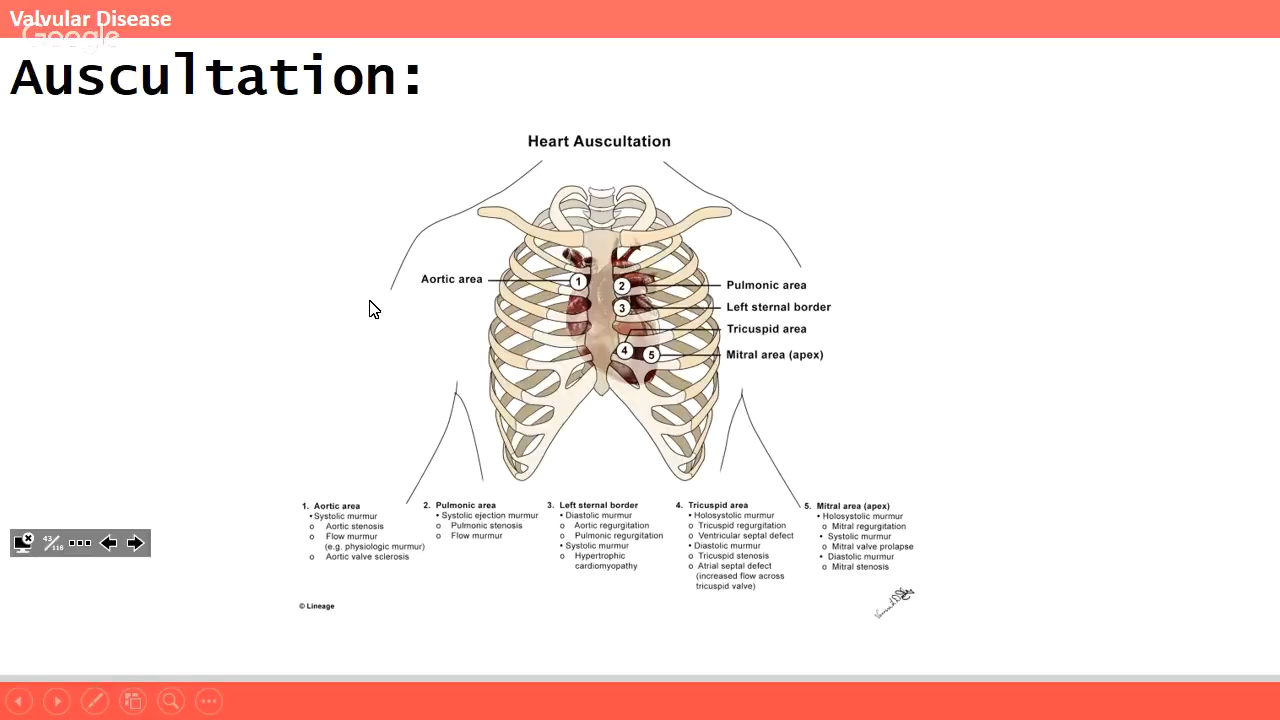 Valvular Disease
Google
Auscultation:
Heart Auscultation
Aortic area
1
2
3
4
5
Pulmonic area
Left sternal border
Tricuspid area
Mitral area (apex)
1. Aortic area
• Systolic murmur
o Aortic stenosis
o Flow murmur
(e.g. physiologic murmur)
o Aortic valve sclerosis
2. Pulmonic area
• Systolic ejection murmur
o Pulmonic stenosis
o Flow murmur
3. Left sternal border
• Diastolic murmur
o Aortic regurgitation
o Pulmonic regurgitation
• Systolic murmur
o Hypertrophic
cardiomyopathy
4. Tricuspid area
• Holosystolic murmur
o Tricuspid regurgitation
o Ventricular septal defect
• Diastolic murmur
o Tricuspid stenosis
o Atrial septal defect
(increased flow across
tricuspid valve)
5. Mitral area (apex)
• Holosystolic murmur
o Mitral regurgitation
• Systolic murmur
o Mitral valve prolapse
• Diastolic murmur
o Mitral stenosis
43/118
© Lineage